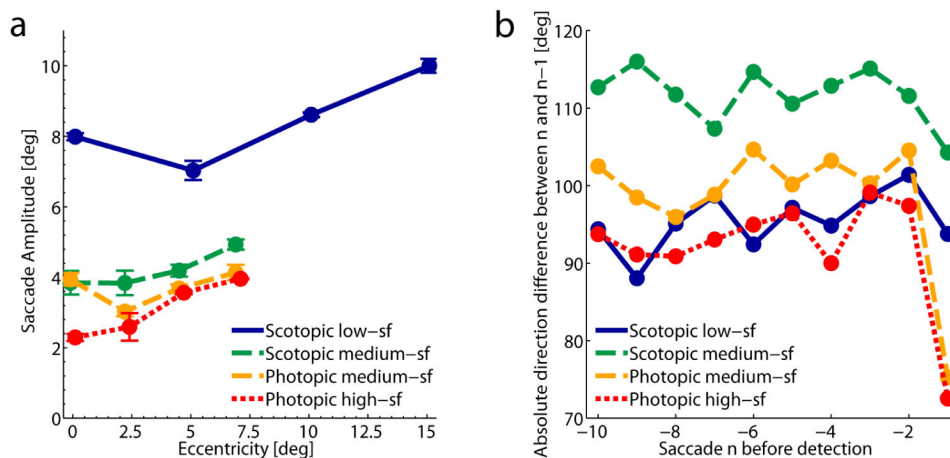 a
Saccade Amplitude [deg]
10
8
6
4
2
0
0
2.5
5
7.5
10
12.5
15
Eccentricity [deg]
Scotopic low−sf
Scotopic medium−sf
Photopic medium−sf
Photopic high−sf
b
Absolute direction difference between n and n−1 [deg]
120
110
100
90
80
70
−10
−8
−6
−4
−2
Saccade n before detection
Scotopic low−sf
Scotopic medium−sf
Photopic medium−sf
Photopic high−sf